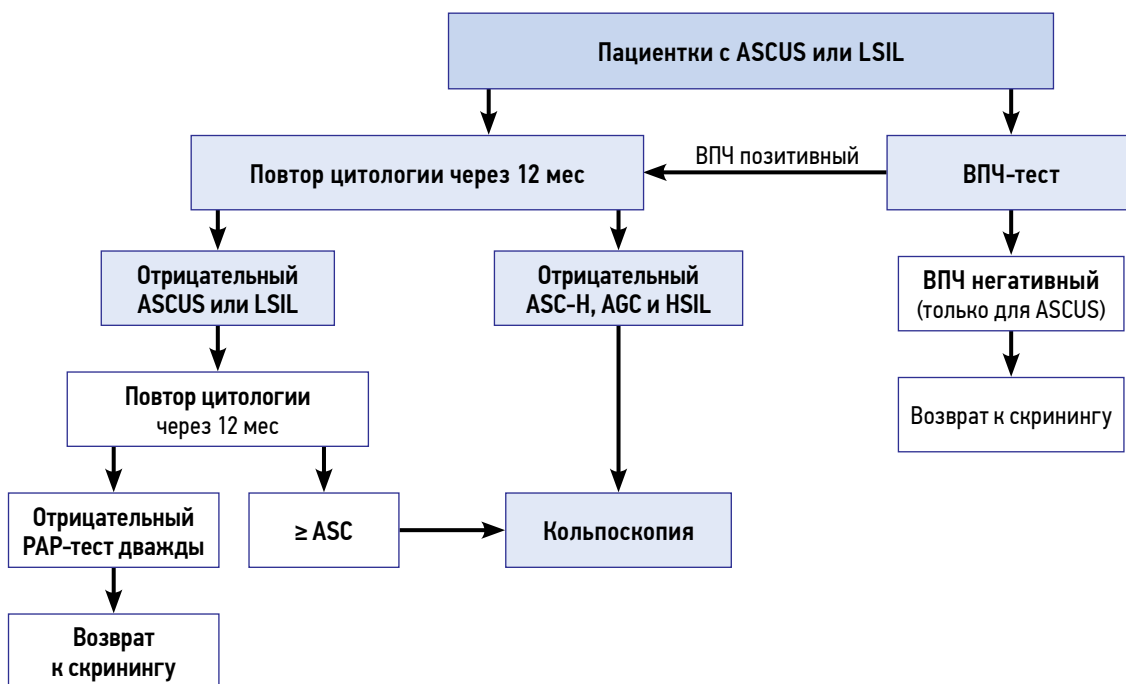 Пациентки с ASCUS или LSIL
Повтор цитологии через 12 мес
ВПЧ позитивный
ВПЧ-тест
Отрицательный
ASCUS или LSIL
Отрицательный
ASC-H, AGC и HSIL
ВПЧ негативный
(только для ASCUS)
Повтор цитологии
через 12 мес
Возврат к скринингу
Отрицательный
PAP-тест дважды
≥ ASC
Кольпоскопия
Возврат
к скринингу